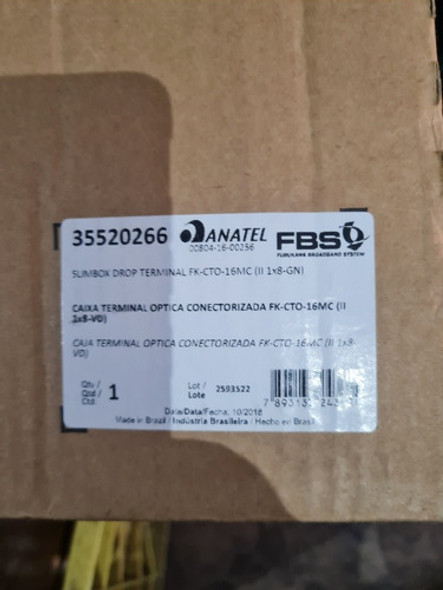 35520266 ANATEL FBS
00804-16-00256 FURUKAWA BROADBAND SYSTEM
SLIMBOX DROP TERMINAL FK-CTO-16MC (II 1x8-GN)
CAIXA TERMINAL OPTICA CONECTORIZADA FK-CTO-16MC (II
1x8-VD)
CAJA TERMINAL OPTICA CONECTORIZADA FK-CTO-16MC (II 1x8-
VD)
Qty /
Qtd / 1
Ctd
Lot / 2593522
Lote
Date/Data/Fecha. 10/2018
Made in Brazil / Indústria Brasileira / Hecho en Brasil